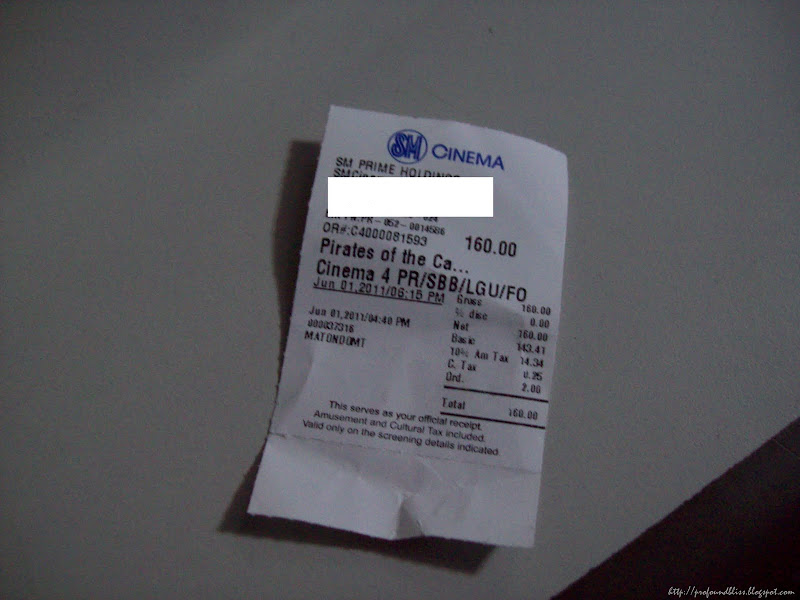 SM CINEMA
SM PRIME HOLDINGS
160.00
OR#:C4000081593
Pirates of the Ca...
Cinema 4 PR/SBB/LGU/FO
Jun 01,2011/06:15 PM
Gross 160.00
% disc 0.00
Jun 01,2011/04:40 PM
Net 160.00
000037316
Basic 143.41
MATONDOMT
10% Am Tax 14.34
C. Tax 0.25
Ord. 2.00
Total 160.00
This serves as your official receipt.
Amusement and Cultural Tax included.
Valid only on the screening details indicated
http://profoundbliss.blogspot.com